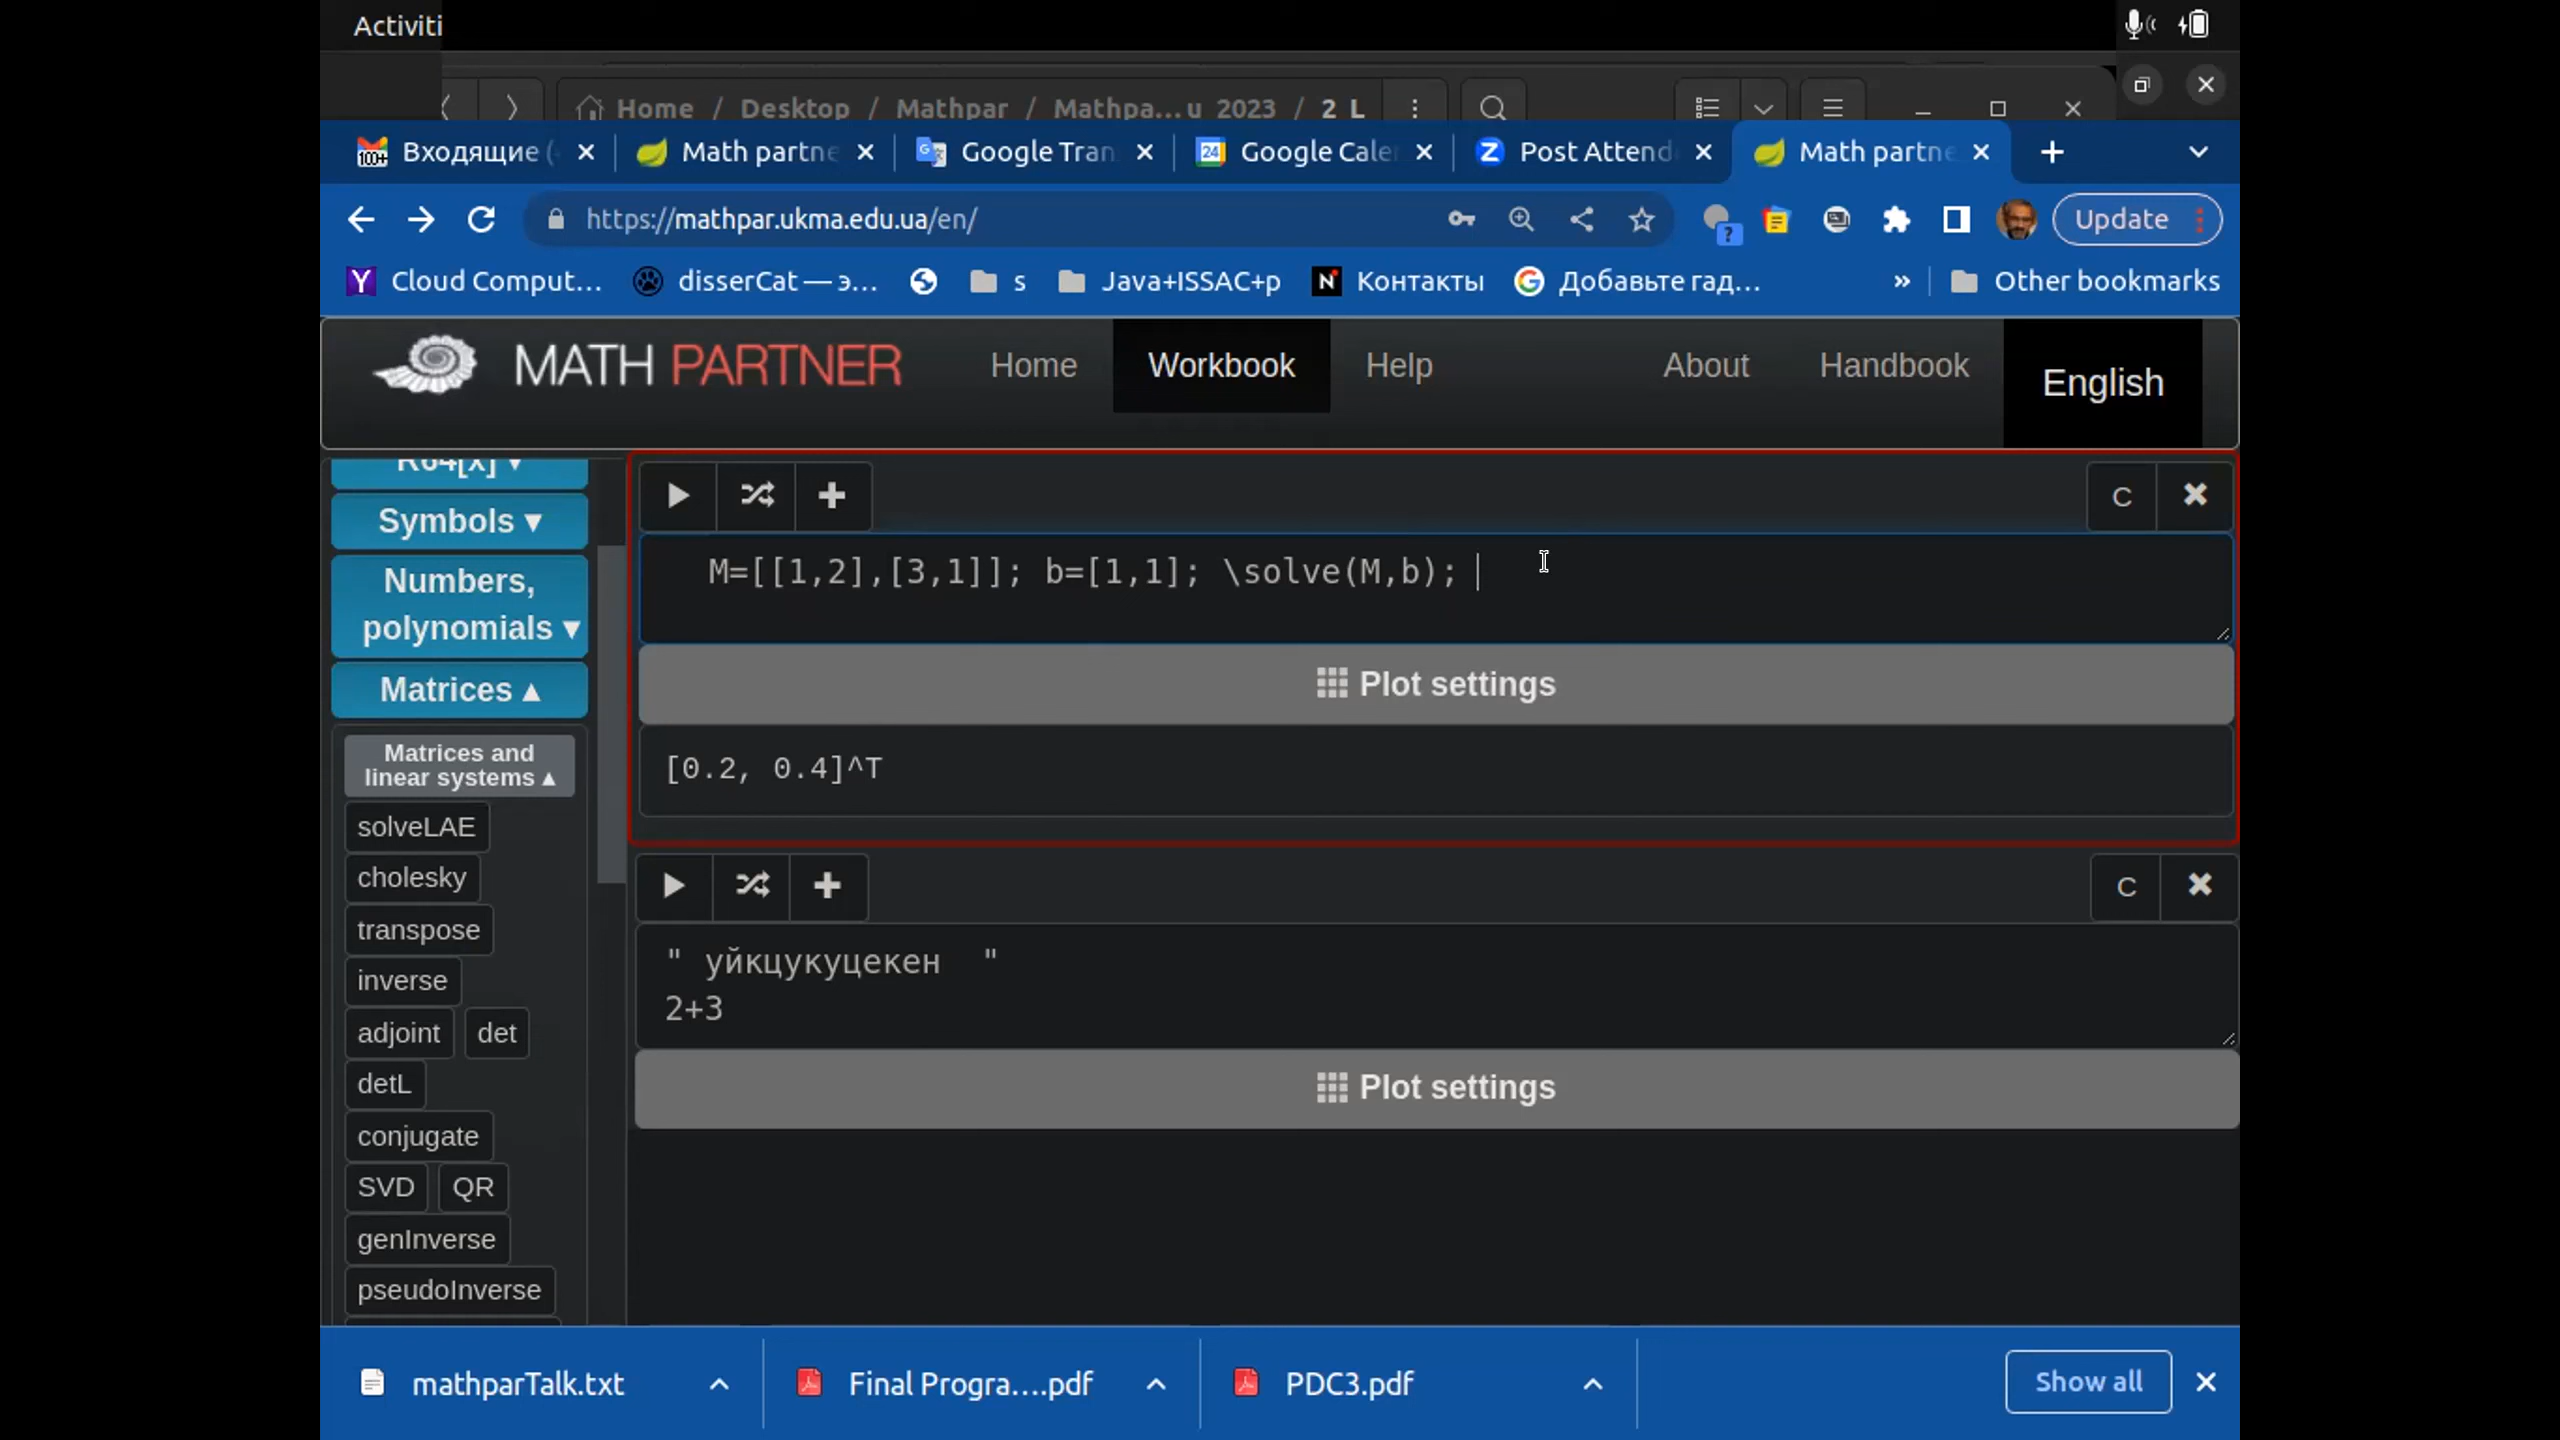 Activiti
Home / Desktop / Mathpar / Mathpa...u 2023 / 2 L
Входящие (
Math partne
Google Tran
24
Google Cale
Z
Post Attend
Math partne
100+
https://mathpar.ukma.edu.ua/en/
?
Update
Y
Cloud Comput...
disserCat — э...
s
Java+ISSAC+p
N
Контакты
Добавьте гад...
»
Other bookmarks
MATH PARTNER
Home
Workbook
Help
About
Handbook
English
R64[x] ▾
Symbols ▾
Numbers,
polynomials ▾
Matrices ▴
Matrices and
linear systems ▴
solveLAE
cholesky
transpose
inverse
adjoint
det
detL
conjugate
SVD
QR
genInverse
pseudoInverse
C
M=[[1,2],[3,1]]; b=[1,1]; \solve(M,b);
Plot settings
[0.2, 0.4]^T
C
" уйкцукуцекен "
2+3
Plot settings
mathparTalk.txt
Final Progra....pdf
PDC3.pdf
Show all